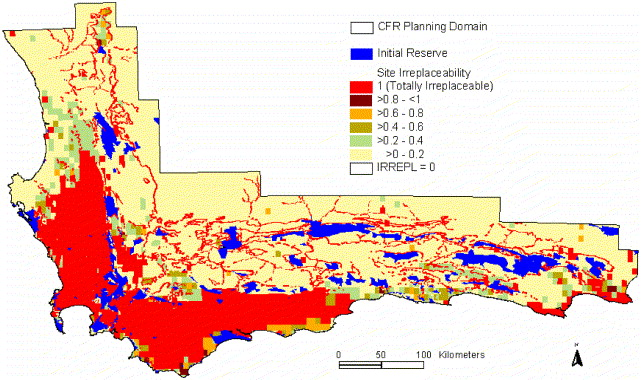 CFR Planning Domain
Initial Reserve
Site Irreplaceability
1 (Totally Irreplaceable)
>0.8 - <1
>0.6 - 0.8
>0.4 - 0.6
>0.2 - 0.4
>0 - 0.2
IRREPL = 0
0 50 100 Kilometers
N